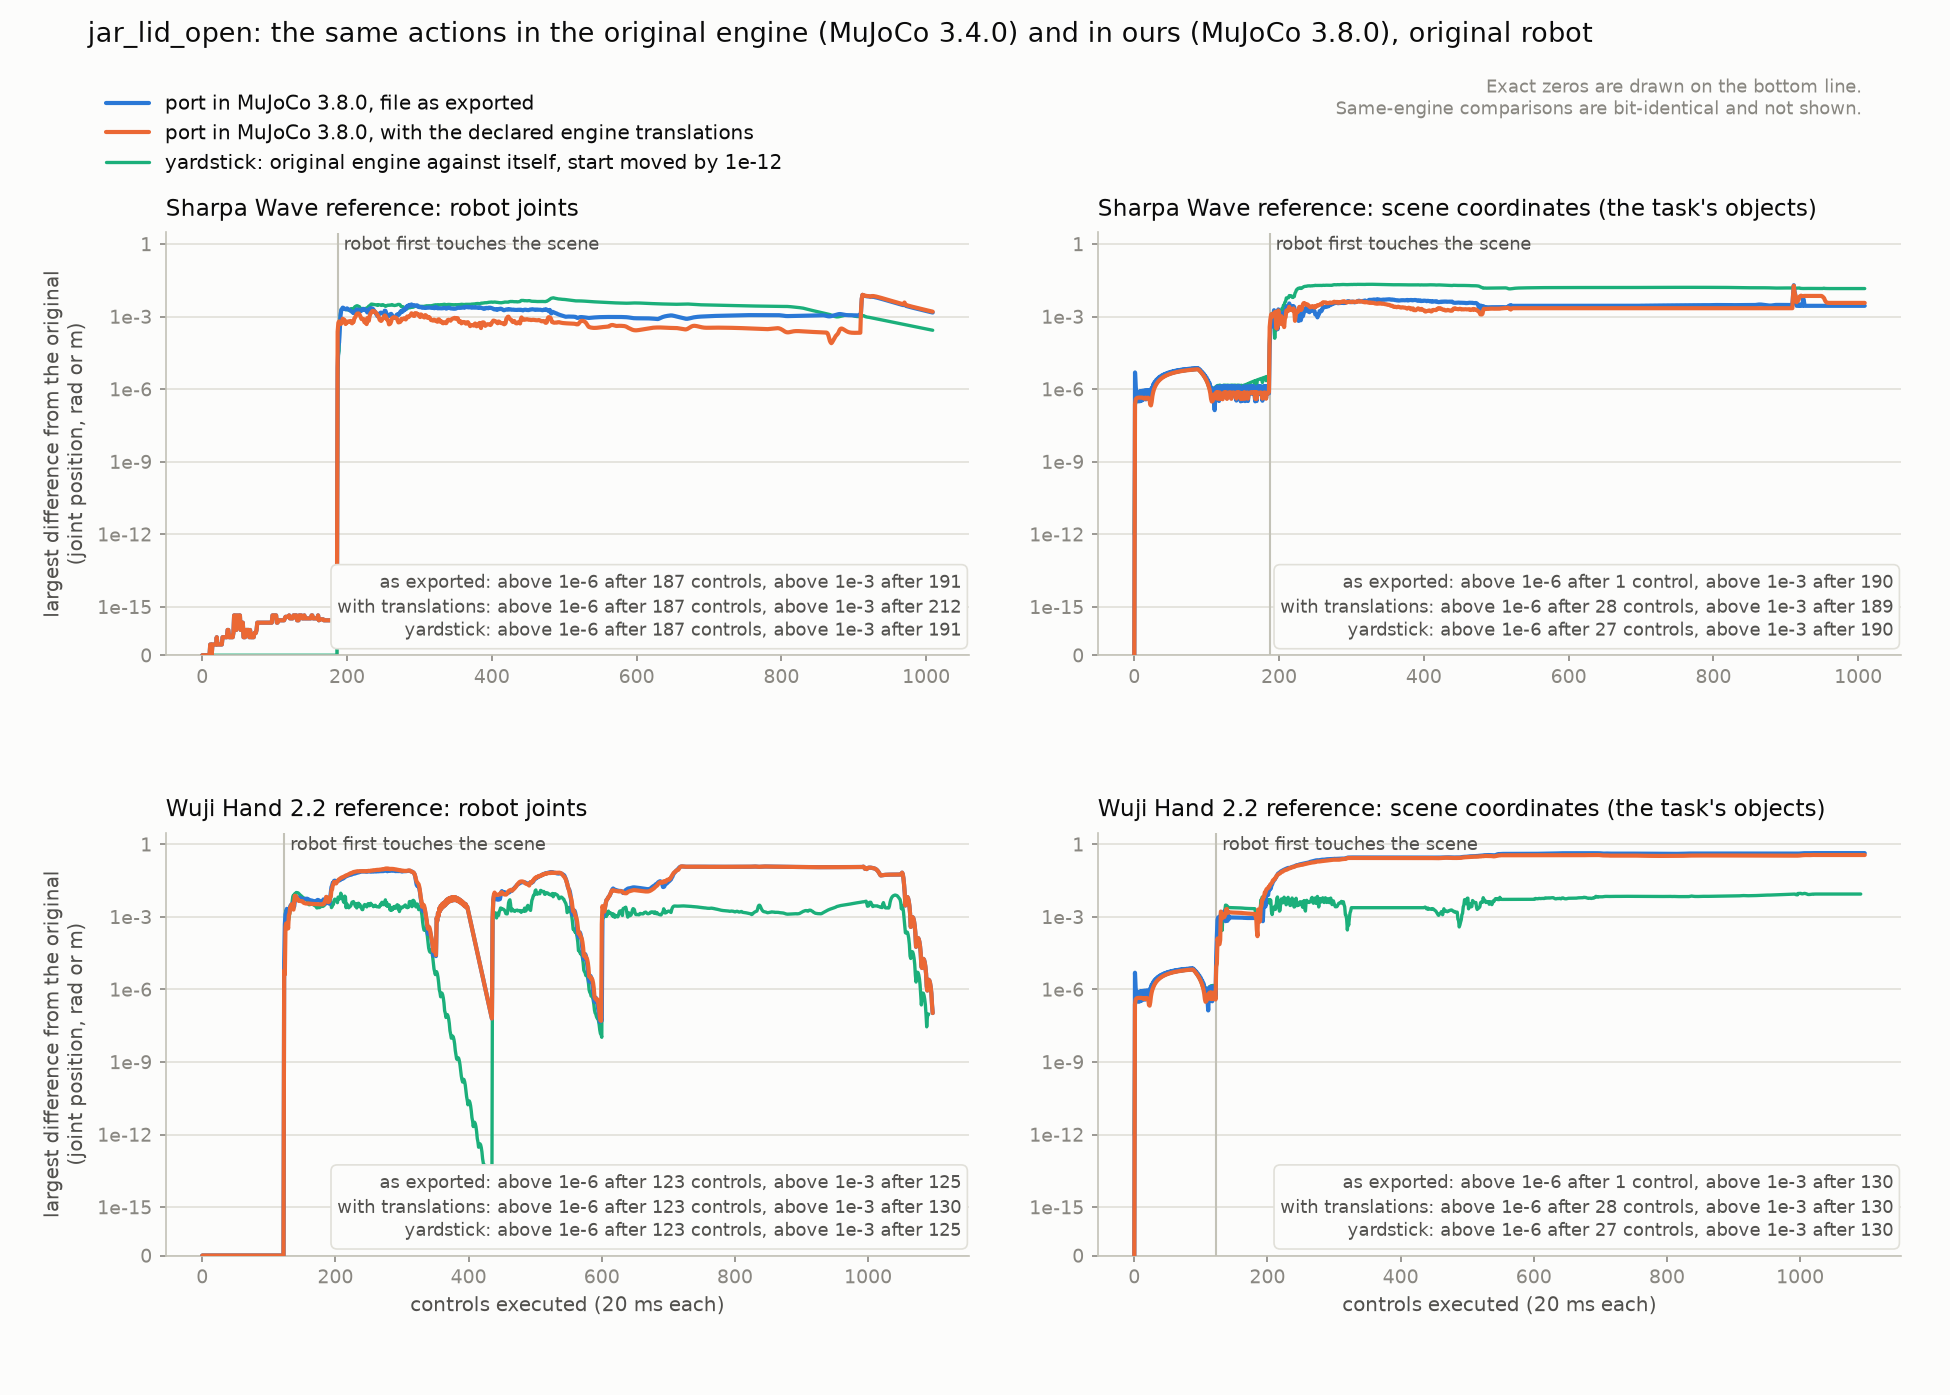 jar_lid_open: the same actions in the original engine (MuJoCo 3.4.0) and in ours (MuJoCo 3.8.0), original robot
port in MuJoCo 3.8.0, file as exported
port in MuJoCo 3.8.0, with the declared engine translations
yardstick: original engine against itself, start moved by 1e-12
Exact zeros are drawn on the bottom line.
Same-engine comparisons are bit-identical and not shown.
Sharpa Wave reference: robot joints
robot first touches the scene
largest difference from the original
(joint position, rad or m)
1
1e-3
1e-6
1e-9
1e-12
1e-15
0
as exported: above 1e-6 after 187 controls, above 1e-3 after 191
with translations: above 1e-6 after 187 controls, above 1e-3 after 212
yardstick: above 1e-6 after 187 controls, above 1e-3 after 191
0 200 400 600 800 1000
Sharpa Wave reference: scene coordinates (the task's objects)
robot first touches the scene
1
1e-3
1e-6
1e-9
1e-12
1e-15
0
as exported: above 1e-6 after 1 control, above 1e-3 after 190
with translations: above 1e-6 after 28 controls, above 1e-3 after 189
yardstick: above 1e-6 after 27 controls, above 1e-3 after 190
0 200 400 600 800 1000
Wuji Hand 2.2 reference: robot joints
robot first touches the scene
largest difference from the original
(joint position, rad or m)
1
1e-3
1e-6
1e-9
1e-12
1e-15
0
as exported: above 1e-6 after 123 controls, above 1e-3 after 125
with translations: above 1e-6 after 123 controls, above 1e-3 after 130
yardstick: above 1e-6 after 123 controls, above 1e-3 after 125
0 200 400 600 800 1000
controls executed (20 ms each)
Wuji Hand 2.2 reference: scene coordinates (the task's objects)
robot first touches the scene
1
1e-3
1e-6
1e-9
1e-12
1e-15
0
as exported: above 1e-6 after 1 control, above 1e-3 after 130
with translations: above 1e-6 after 28 controls, above 1e-3 after 130
yardstick: above 1e-6 after 27 controls, above 1e-3 after 130
0 200 400 600 800 1000
controls executed (20 ms each)